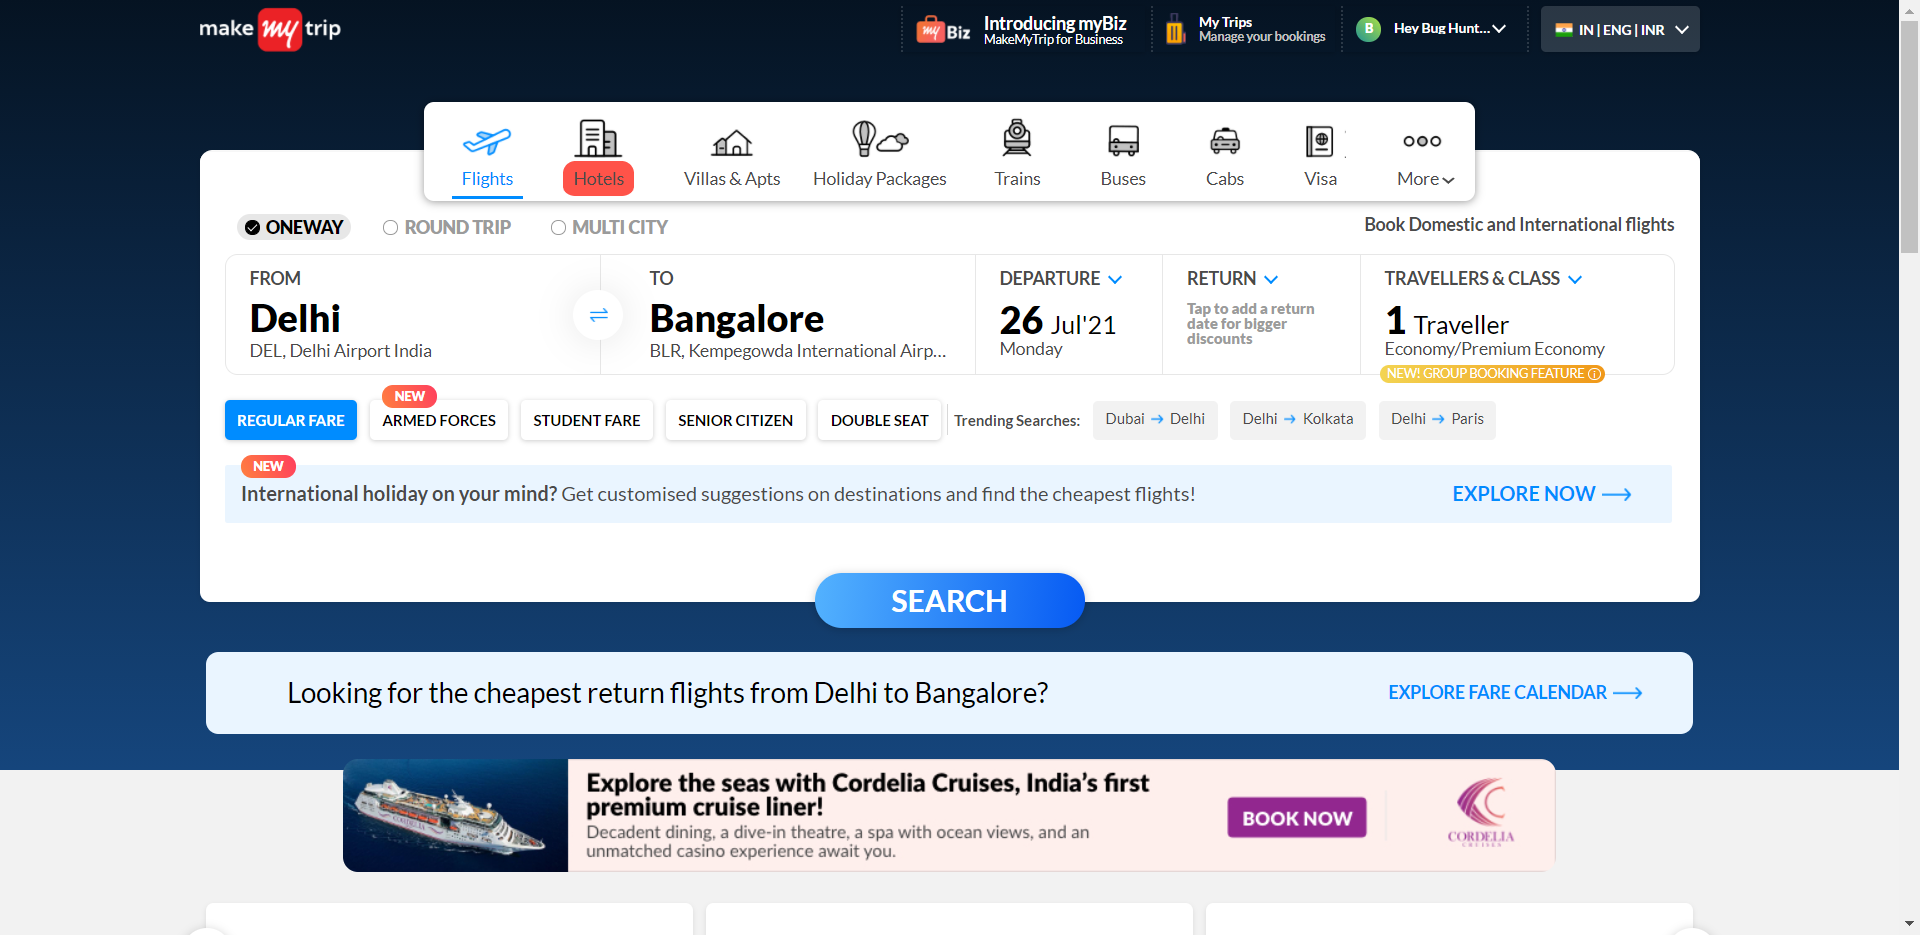 make my trip
my Biz
Introducing myBiz
MakeMyTrip for Business
My Trips
Manage your bookings
B
Hey Bug Hunt...
IN | ENG | INR
Flights
Hotels
Villas & Apts
Holiday Packages
Trains
Buses
Cabs
Visa
More
ONEWAY
ROUND TRIP
MULTI CITY
Book Domestic and International flights
FROM
Delhi
DEL, Delhi Airport India
TO
Bangalore
BLR, Kempegowda International Airp...
DEPARTURE
26 Jul'21
Monday
RETURN
Tap to add a return
date for bigger
discounts
TRAVELLERS & CLASS
1 Traveller
Economy/Premium Economy
NEW! GROUP BOOKING FEATURE
REGULAR FARE
NEW
ARMED FORCES
STUDENT FARE
SENIOR CITIZEN
DOUBLE SEAT
Trending Searches:
Dubai → Delhi
Delhi → Kolkata
Delhi → Paris
NEW
International holiday on your mind? Get customised suggestions on destinations and find the cheapest flights!
EXPLORE NOW
SEARCH
Looking for the cheapest return flights from Delhi to Bangalore?
EXPLORE FARE CALENDAR
CORDELIA
Explore the seas with Cordelia Cruises, India's first
premium cruise liner!
Decadent dining, a dive-in theatre, a spa with ocean views, and an
unmatched casino experience await you.
BOOK NOW
CORDELIA
CRUISES